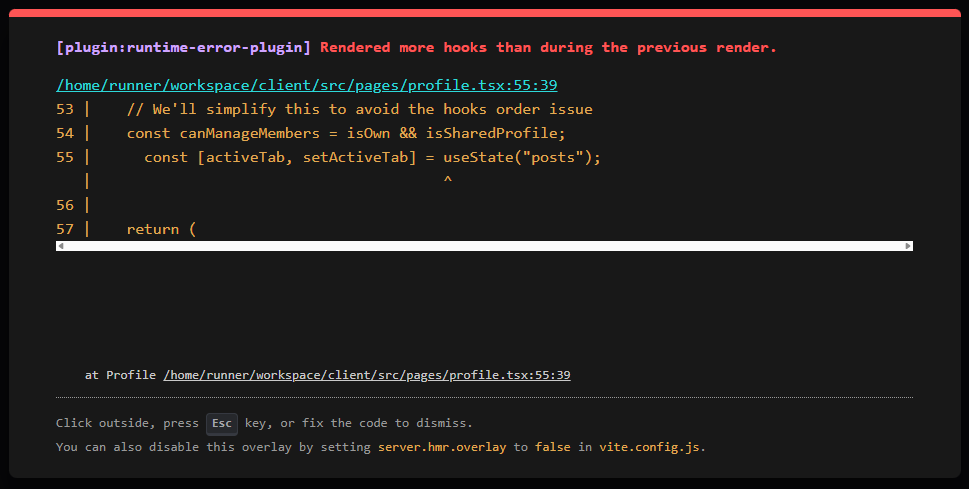 [plugin:runtime-error-plugin] Rendered more hooks than during the previous render.
/home/runner/workspace/client/src/pages/profile.tsx:55:39
53 |    // We'll simplify this to avoid the hooks order issue
54 |    const canManageMembers = isOwn && isSharedProfile;
55 |      const [activeTab, setActiveTab] = useState("posts");
   |                                        ^
56 |
57 |    return (
at Profile /home/runner/workspace/client/src/pages/profile.tsx:55:39
Click outside, press Esc key, or fix the code to dismiss.
You can also disable this overlay by setting server.hmr.overlay to false in vite.config.js.